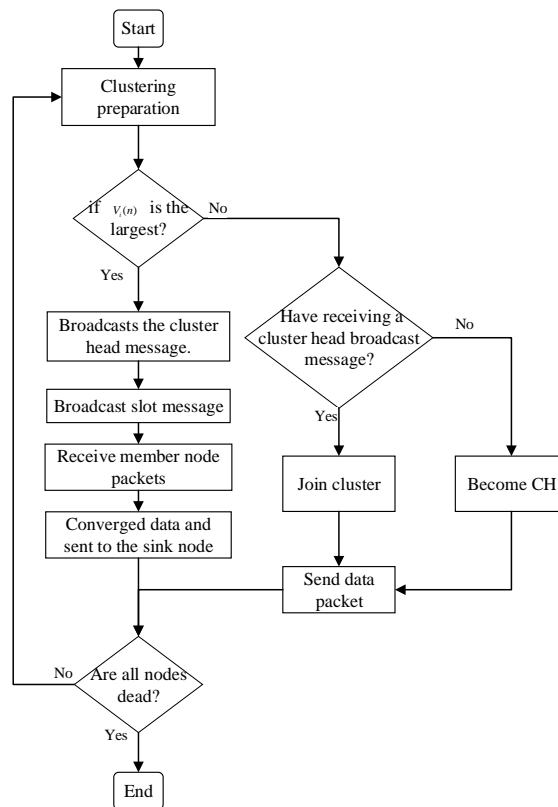 Start
Clustering
preparation
if V_i(n) is the
largest?
No
Yes
Have receiving a
cluster head broadcast
message?
No
Yes
Broadcasts the cluster
head message.
Broadcast slot message
Receive member node
packets
Join cluster
Become CH
Converged data and
sent to the sink node
Send data
packet
Are all nodes
dead?
No
Yes
End